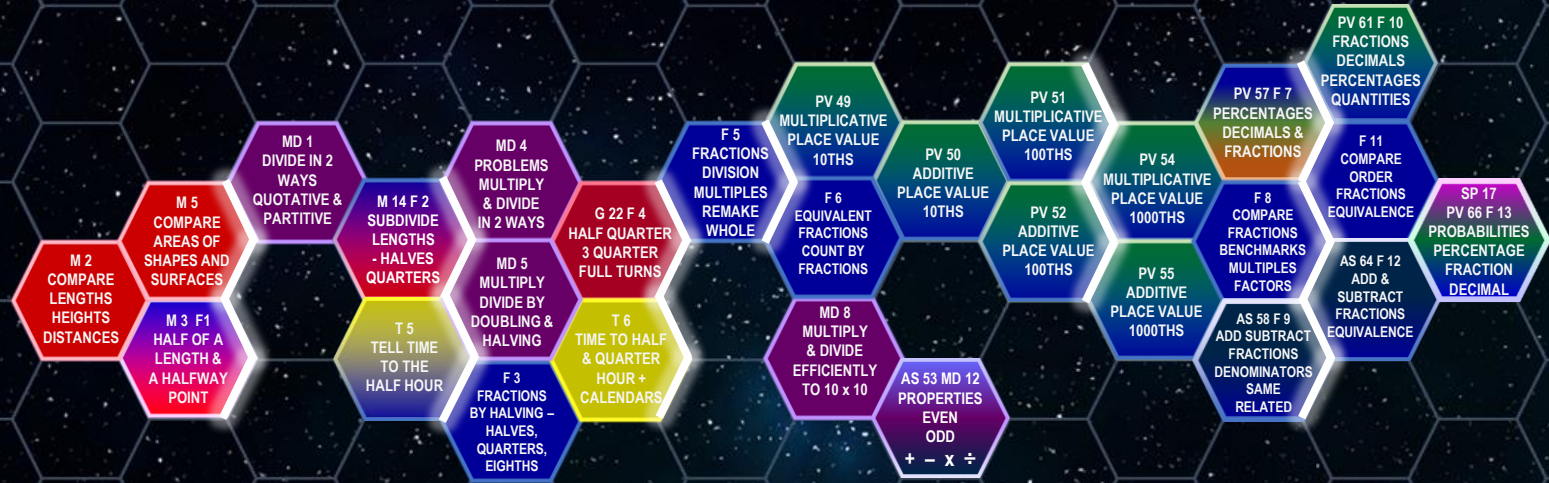 M 2
COMPARE
LENGTHS
HEIGHTS
DISTANCES
M 5
COMPARE
AREAS OF
SHAPES AND
SURFACES
M 3 F1
HALF OF A
LENGTH &
A HALFWAY
POINT
MD 1
DIVIDE IN 2
WAYS
QUOTATIVE &
PARTITIVE
M 14 F 2
SUBDIVIDE
LENGTHS
- HALVES
QUARTERS
T 5
TELL TIME
TO THE
HALF HOUR
MD 4
PROBLEMS
MULTIPLY
& DIVIDE
IN 2 WAYS
MD 5
MULTIPLY
DIVIDE BY
DOUBLING &
HALVING
F 3
FRACTIONS
BY HALVING –
HALVES,
QUARTERS,
EIGHTHS
G 22 F 4
HALF QUARTER
3 QUARTER
FULL TURNS
T 6
TIME TO HALF
& QUARTER
HOUR +
CALENDARS
F 5
FRACTIONS
DIVISION
MULTIPLES
REMAKE
WHOLE
PV 49
MULTIPLICATIVE
PLACE VALUE
10THS
F 6
EQUIVALENT
FRACTIONS
COUNT BY
FRACTIONS
MD 8
MULTIPLY
& DIVIDE
EFFICIENTLY
TO 10 x 10
PV 50
ADDITIVE
PLACE VALUE
10THS
AS 53 MD 12
PROPERTIES
EVEN
ODD
+ – x ÷
PV 51
MULTIPLICATIVE
PLACE VALUE
100THS
PV 52
ADDITIVE
PLACE VALUE
100THS
PV 54
MULTIPLICATIVE
PLACE VALUE
1000THS
PV 55
ADDITIVE
PLACE VALUE
1000THS
PV 57 F 7
PERCENTAGES
DECIMALS &
FRACTIONS
F 8
COMPARE
FRACTIONS
BENCHMARKS
MULTIPLES
FACTORS
AS 58 F 9
ADD SUBTRACT
FRACTIONS
DENOMINATORS
SAME
RELATED
PV 61 F 10
FRACTIONS
DECIMALS
PERCENTAGES
QUANTITIES
F 11
COMPARE
ORDER
FRACTIONS
EQUIVALENCE
AS 64 F 12
ADD &
SUBTRACT
FRACTIONS
EQUIVALENCE
SP 17
PV 66 F 13
PROBABILITIES
PERCENTAGE
FRACTION
DECIMAL